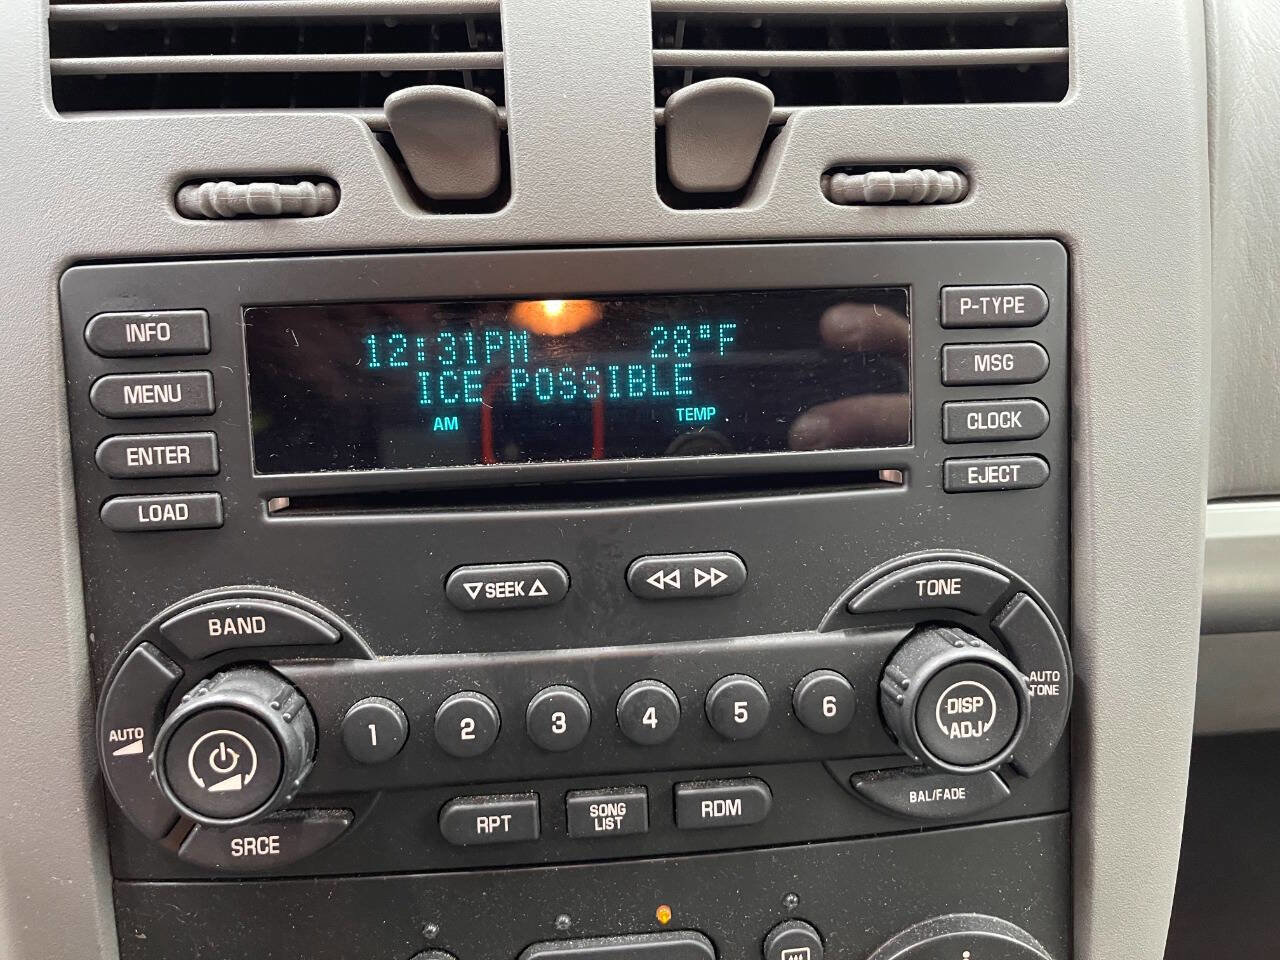 INFO
MENU
ENTER
LOAD
12:31PM 28°F
ICE POSSIBLE
AM TEMP
P-TYPE
MSG
CLOCK
EJECT
SEEK
BAND
AUTO
SRCE
1 2 3 4 5 6
TONE
AUTO
TONE
DISP
ADJ
BAL/FADE
RPT
SONG
LIST
RDM